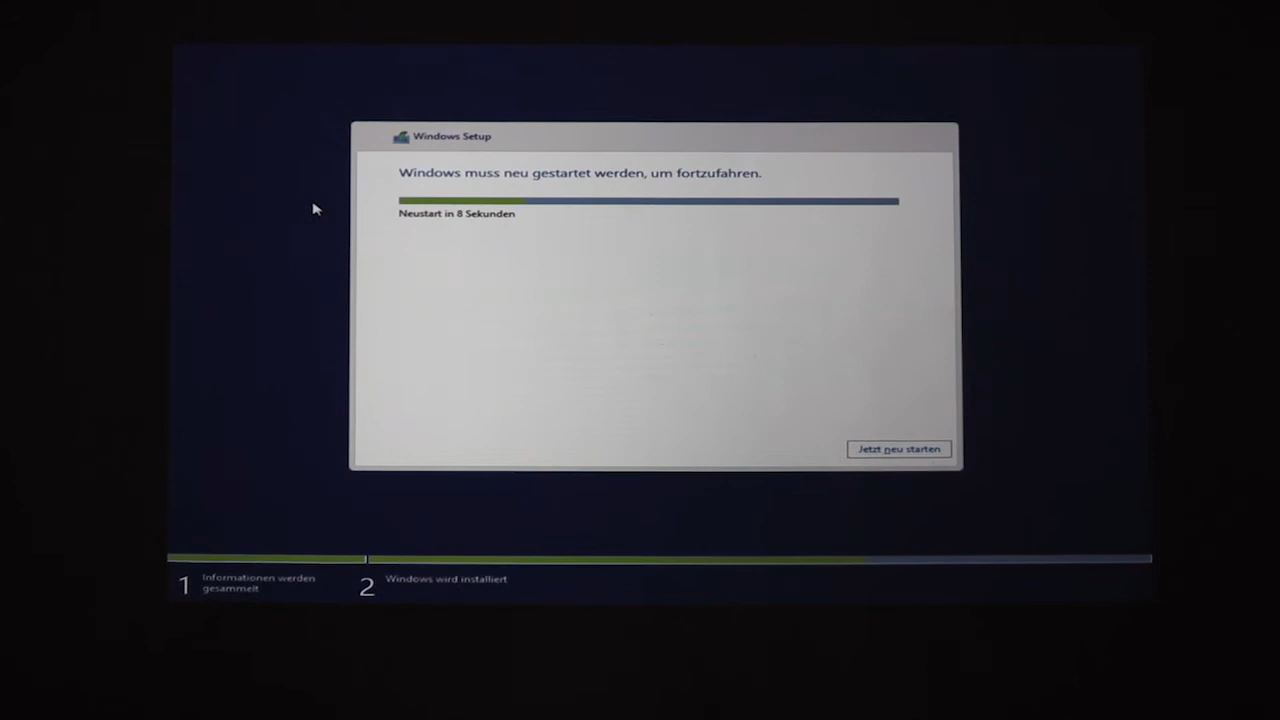 Windows Setup
Windows muss neu gestartet werden, um fortzufahren.
Neustart in 8 Sekunden
Jetzt neu starten
1 Informationen werden
gesammelt
2 Windows wird installiert